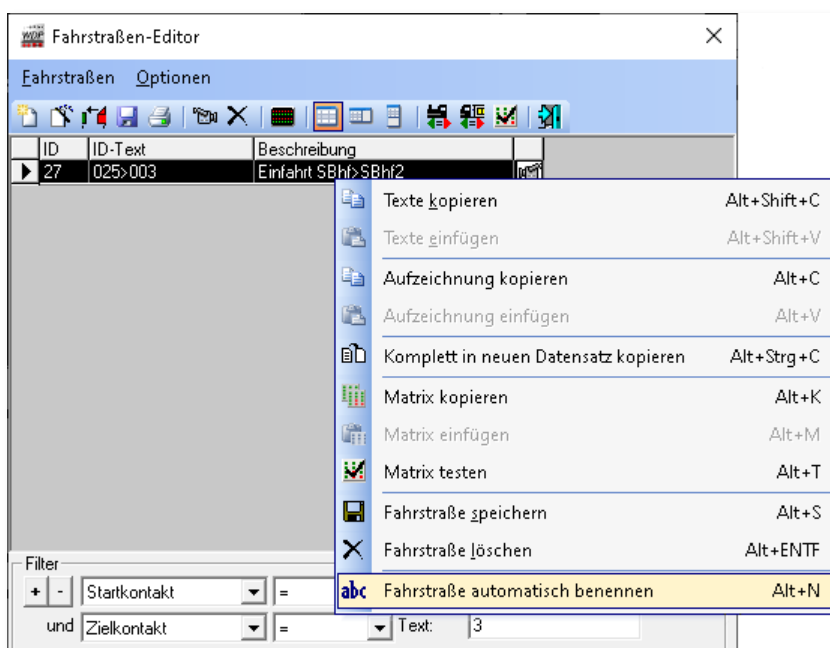 WDP Fahrstraßen-Editor
Fahrstraßen Optionen
ID ID-Text Beschreibung
27 025>003 Einfahrt SBhf>SBhf2
Texte kopieren Alt+Shift+C
Texte einfügen Alt+Shift+V
Aufzeichnung kopieren Alt+C
Aufzeichnung einfügen Alt+V
Komplett in neuen Datensatz kopieren Alt+Strg+C
Matrix kopieren Alt+K
Matrix einfügen Alt+M
Matrix testen Alt+T
Fahrstraße speichern Alt+S
Fahrstraße löschen Alt+ENTF
abc Fahrstraße automatisch benennen Alt+N
Filter
+ - Startkontakt =
und Zielkontakt = Text: 3